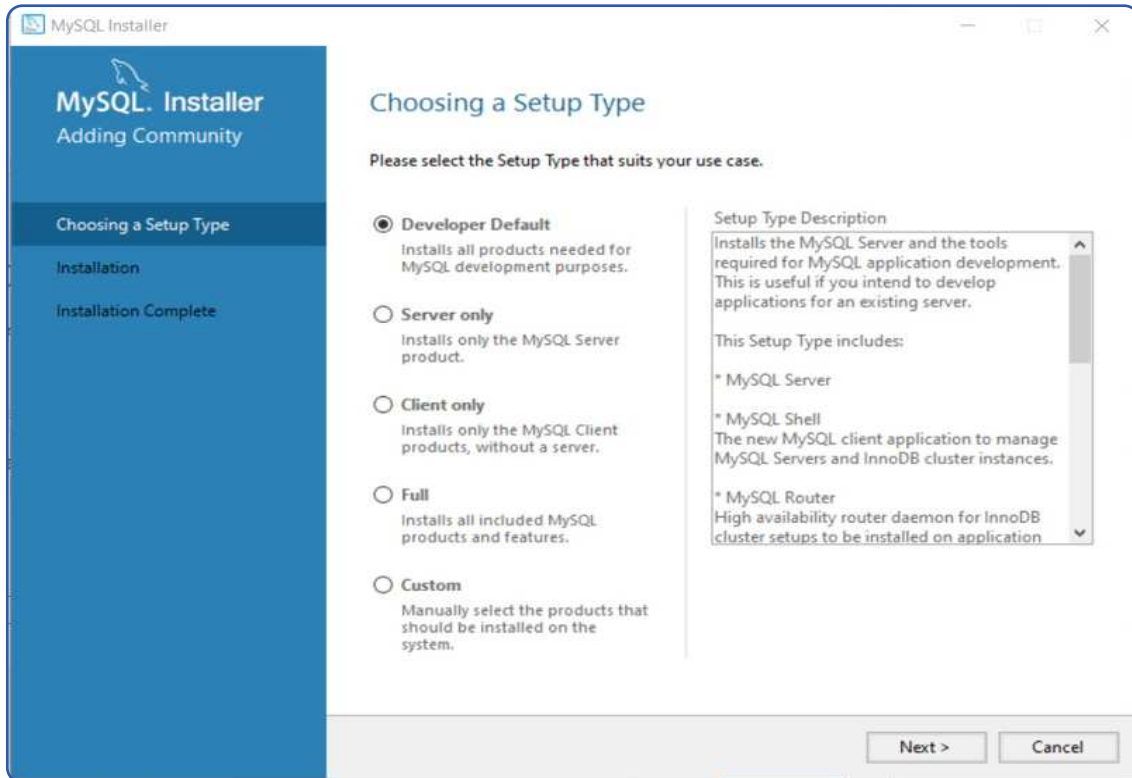 MySQL Installer
MySQL. Installer
Adding Community
Choosing a Setup Type
Installation
Installation Complete
Choosing a Setup Type
Please select the Setup Type that suits your use case.
Developer Default
Installs all products needed for
MySQL development purposes.
Server only
Installs only the MySQL Server
product.
Client only
Installs only the MySQL Client
products, without a server.
Full
Installs all included MySQL
products and features.
Custom
Manually select the products that
should be installed on the
system.
Setup Type Description
Installs the MySQL Server and the tools
required for MySQL application development.
This is useful if you intend to develop
applications for an existing server.
This Setup Type includes:
* MySQL Server
* MySQL Shell
The new MySQL client application to manage
MySQL Servers and InnoDB cluster instances.
* MySQL Router
High availability router daemon for InnoDB
cluster setups to be installed on application
Next >
Cancel